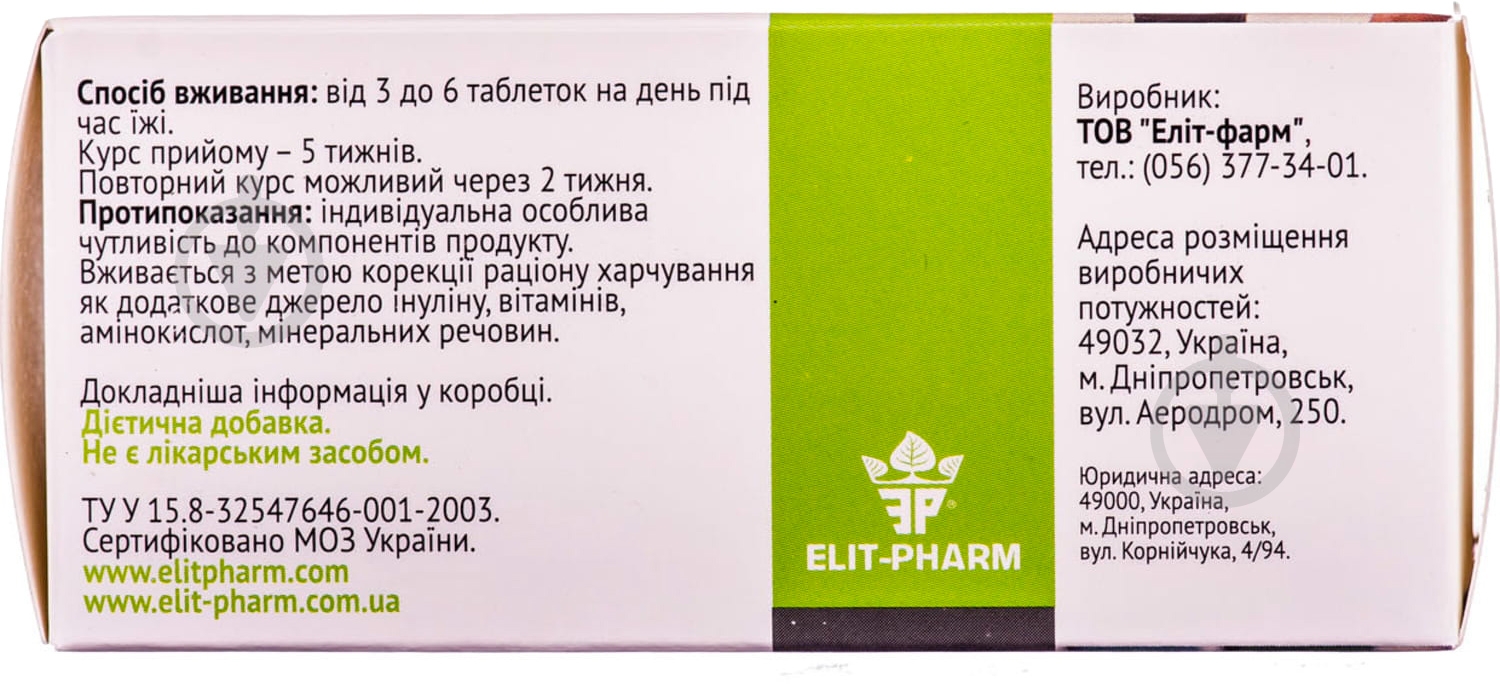 Спосіб вживання: від 3 до 6 таблеток на день під
час їжі.
Курс прийому – 5 тижнів.
Повторний курс можливий через 2 тижня.
Протипоказання: індивідуальна особлива
чутливість до компонентів продукту.
Вживається з метою корекції раціону харчування
як додаткове джерело інуліну, вітамінів,
амінокислот, мінеральних речовин.
Докладніша інформація у коробці.
Дієтична добавка.
Не є лікарським засобом.
ТУ У 15.8-32547646-001-2003.
Сертифіковано МОЗ України.
www.elitpharm.com
www.elit-pharm.com.ua
ЭР®
ELIT-PHARM
Виробник:
ТОВ "Еліт-фарм",
тел.: (056) 377-34-01.
Адреса розміщення
виробничих
потужностей:
49032, Україна,
м. Дніпропетровськ,
вул. Аеродром, 250.
Юридична адреса:
49000, Україна,
м. Дніпропетровськ,
вул. Корнійчука, 4/94.